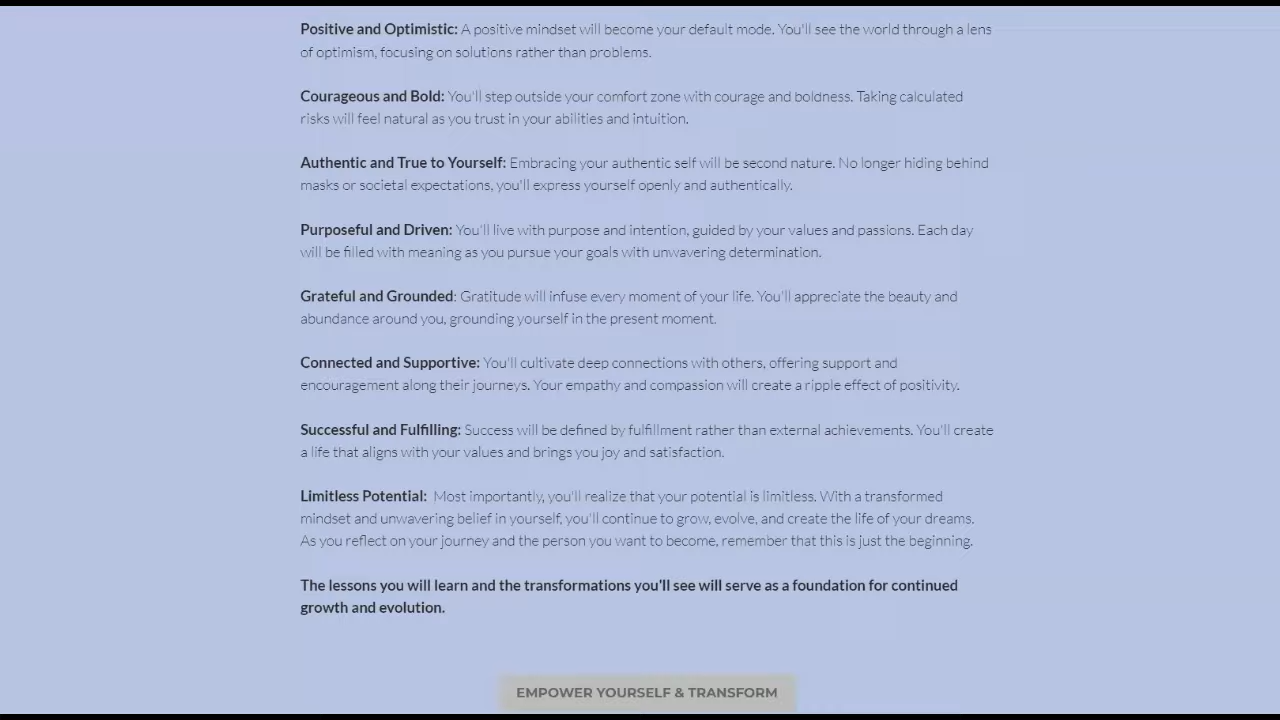 Positive and Optimistic: A positive mindset will become your default mode. You'll see the world through a lens
of optimism, focusing on solutions rather than problems.
Courageous and Bold: You'll step outside your comfort zone with courage and boldness. Taking calculated
risks will feel natural as you trust in your abilities and intuition.
Authentic and True to Yourself: Embracing your authentic self will be second nature. No longer hiding behind
masks or societal expectations, you'll express yourself openly and authentically.
Purposeful and Driven: You'll live with purpose and intention, guided by your values and passions. Each day
will be filled with meaning as you pursue your goals with unwavering determination.
Grateful and Grounded: Gratitude will infuse every moment of your life. You'll appreciate the beauty and
abundance around you, grounding yourself in the present moment.
Connected and Supportive: You'll cultivate deep connections with others, offering support and
encouragement along their journeys. Your empathy and compassion will create a ripple effect of positivity.
Successful and Fulfilling: Success will be defined by fulfillment rather than external achievements. You'll create
a life that aligns with your values and brings you joy and satisfaction.
Limitless Potential: Most importantly, you'll realize that your potential is limitless. With a transformed
mindset and unwavering belief in yourself, you'll continue to grow, evolve, and create the life of your dreams.
As you reflect on your journey and the person you want to become, remember that this is just the beginning.
The lessons you will learn and the transformations you'll see will serve as a foundation for continued
growth and evolution.
EMPOWER YOURSELF & TRANSFORM